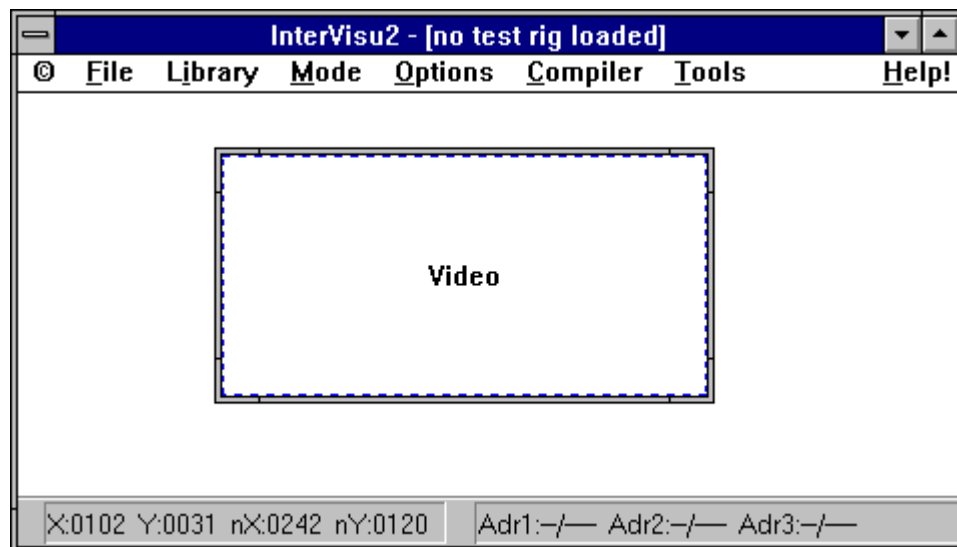 InterVisu2 - [no test rig loaded]
© File Library Mode Options Compiler Tools Help!
Video
X:0102 Y:0031 nX:0242 nY:0120 Adr1:–/–– Adr2:–/–– Adr3:–/––